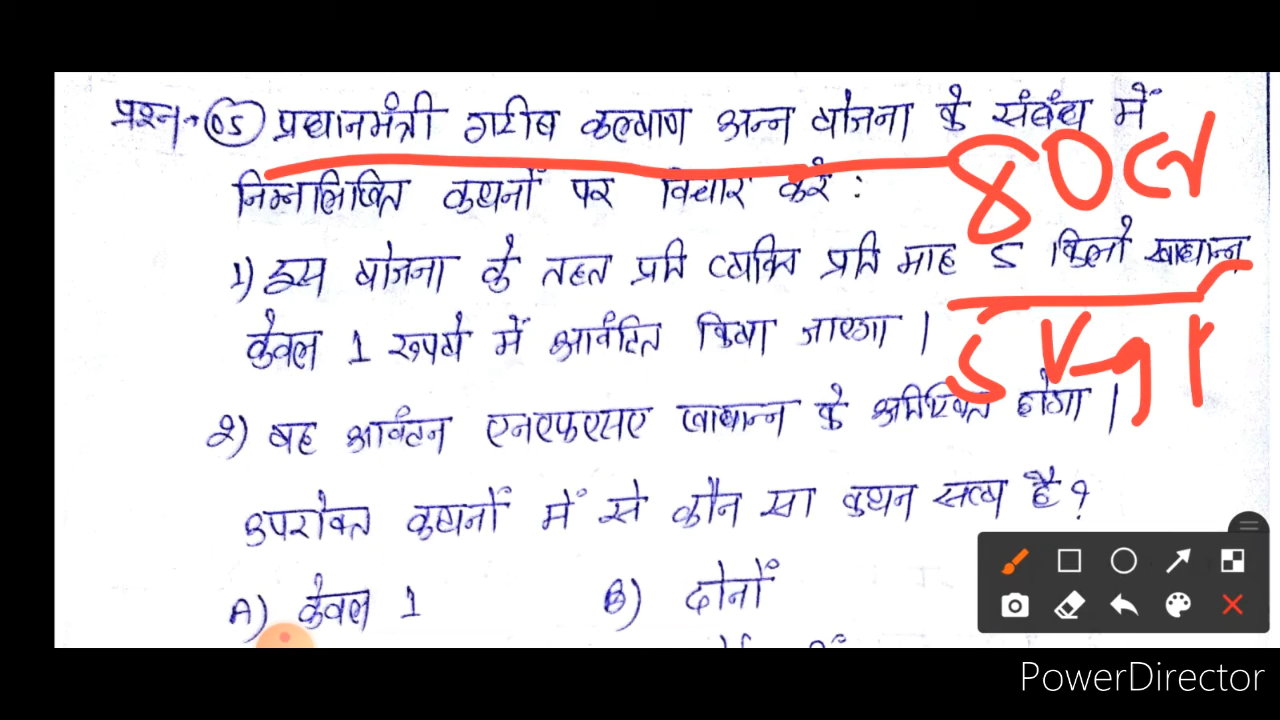 प्रश्न→ 05 प्रधानमंत्री गरीब कल्याण अन्न योजना के संबंध में
निम्नलिखित कथनों पर विचार करे :
80 ल
1) इस योजना के तहत प्रति व्यक्ति प्रति माह 5 किलो खाद्यान्न
केवल 1 रुपये में आवंटित किया जाएगा |
5 kg
2) यह आवंटन एनएफएसए खाद्यान्न के अतिरिक्त होगा |
उपरोक्त कथनों में से कौन सा कथन सत्य है ?
A) केवल 1 B) दोनों
PowerDirector